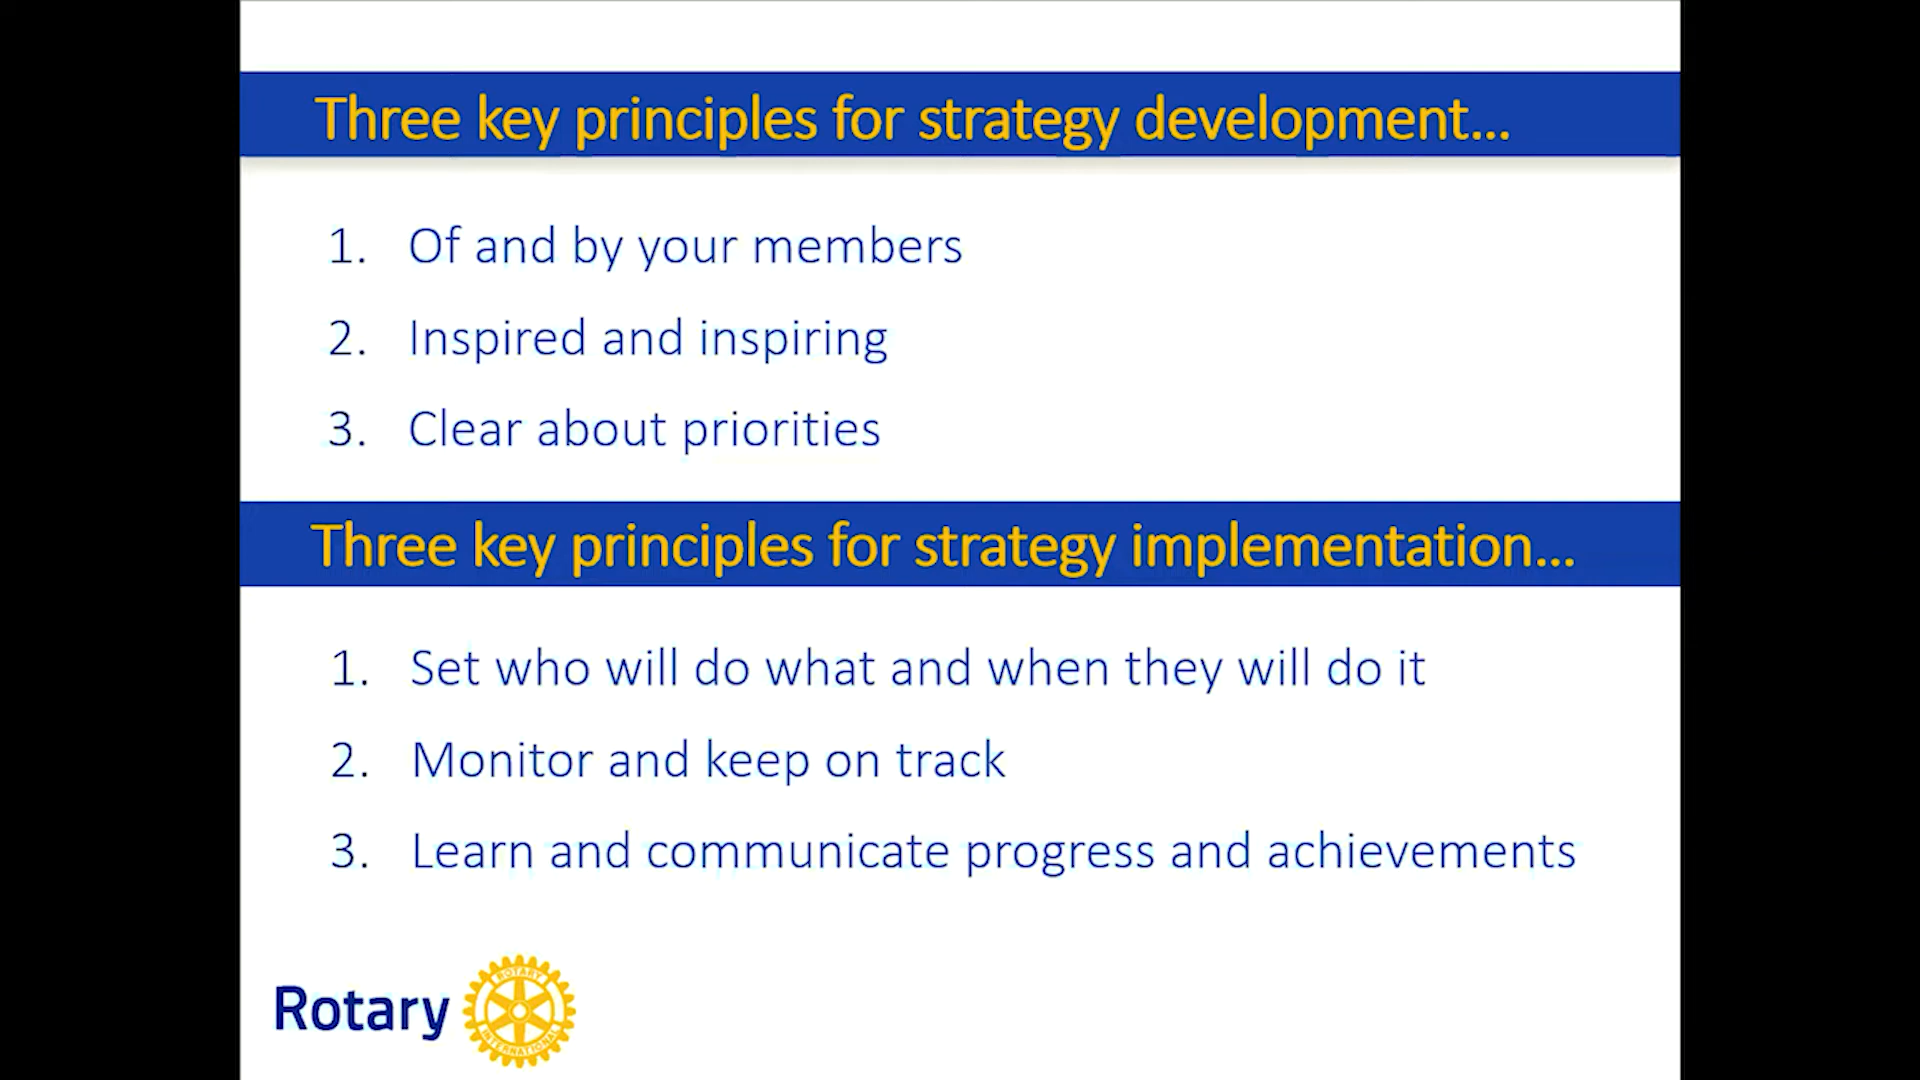 Three key principles for strategy development...
1. Of and by your members
2. Inspired and inspiring
3. Clear about priorities
Three key principles for strategy implementation...
1. Set who will do what and when they will do it
2. Monitor and keep on track
3. Learn and communicate progress and achievements
Rotary
ROTARY
INTERNATIONAL